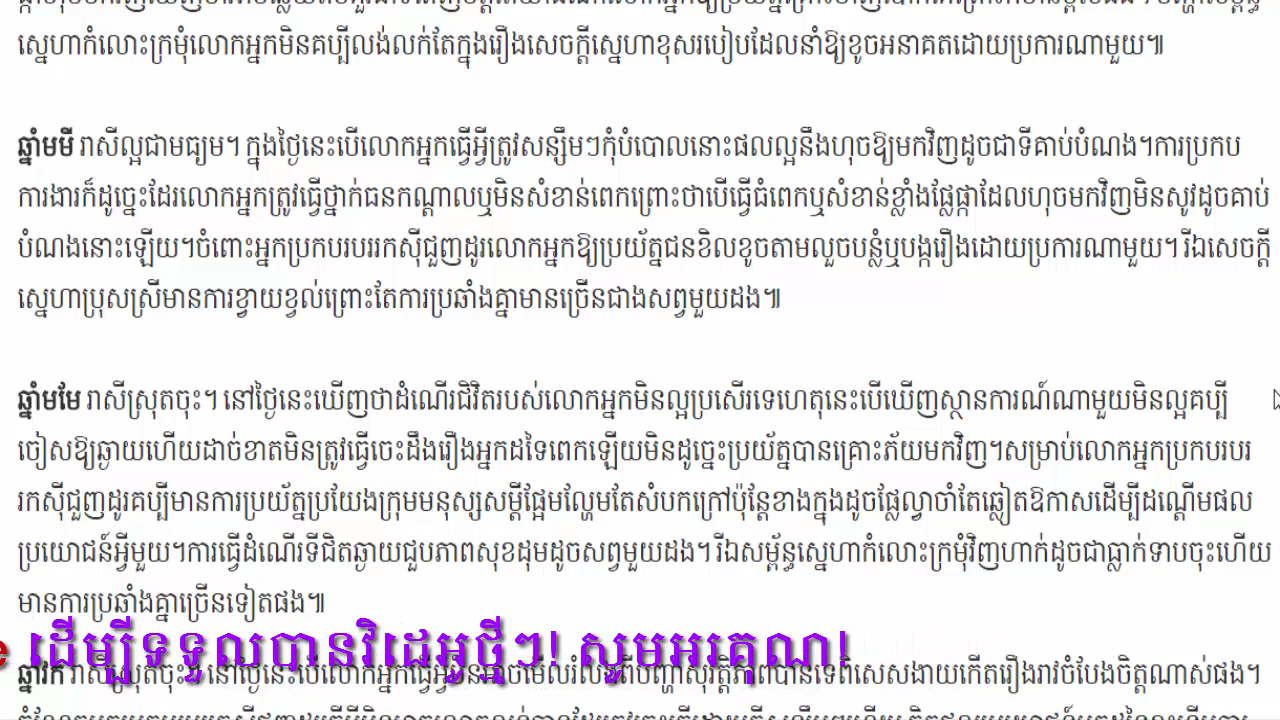 ស្នេហាកំលោះក្រមុំលោកអ្នកមិនគប្បីលង់លក់តែក្នុងរឿងសេចក្ដីស្នេហាខុសរបៀបដែលនាំឱ្យខូចអនាគតដោយប្រការណាមួយ៕
ឆ្នាំមមី រាសីល្អជាមធ្យម។ ក្នុងថ្ងៃនេះបើលោកអ្នកធ្វើអ្វីត្រូវសន្សឹមៗកុំបំបោលនោះផលល្អនឹងហុចឱ្យមកវិញដូចជាទីគាប់បំណង។ការប្រកប
ការងារក៏ដូច្នេះដែរលោកអ្នកត្រូវធ្វើថ្នាក់ធនកណ្ដាលឬមិនសំខាន់ពេកព្រោះថាបើធ្វើធំពេកឬសំខាន់ខ្លាំងផ្លែផ្កាដែលហុចមកវិញមិនសូវដូចគាប់
បំណងនោះឡើយ។ចំពោះអ្នកប្រកបរបររកស៊ីជួញដូរលោកអ្នកឱ្យប្រយ័ត្នជនខិលខូចតាមលួចបន្លំឬបង្ករឿងដោយប្រការណាមួយ។ រីឯសេចក្ដី
ស្នេហាប្រុសស្រីមានការខ្វាយខ្វល់ព្រោះតែការប្រឆាំងគ្នាមានច្រើនជាងសព្វមួយដង៕
ឆ្នាំមមែ រាសីស្រុតចុះ។ នៅថ្ងៃនេះឃើញថាដំណើរជិវិតរបស់លោកអ្នកមិនល្អប្រសើរទេហេតុនេះបើឃើញស្ថានការណ៍ណាមួយមិនល្អគប្បី
ចៀសឱ្យឆ្ងាយហើយដាច់ខាតមិនត្រូវធ្វើចេះដឹងរឿងអ្នកដទៃពេកឡើយមិនដូច្នេះប្រយ័ត្នបានគ្រោះភ័យមកវិញ។សម្រាប់លោកអ្នកប្រកបរបរ
រកស៊ីជួញដូរគប្បីមានការប្រយ័ត្នប្រយែងក្រុមមនុស្សសម្ដីផ្អែមល្ហែមតែសំបកក្រៅប៉ុន្តែខាងក្នុងដូចផ្លែល្វាចាំតែឆ្លៀតឱកាសដើម្បីដណ្ដើមផល
ប្រយោជន៍អ្វីមួយ។ការធ្វើដំណើរទីជិតឆ្ងាយជួបភាពសុខដុមដូចសព្វមួយដង។ រីឯសម្ព័ន្ធស្នេហាកំលោះក្រមុំវិញហាក់ដូចជាធ្លាក់ទាបចុះហើយ
មានការប្រឆាំងគ្នាច្រើនទៀតផង៕
e ដើម្បីទទួលបានវិដេអូថ្មីៗ! សូមអរគុណ!
ឆ្នាំវក រាសីស្រុតចុះ។ នៅថ្ងៃនេះបើលោកអ្នកធ្វើអ្វី